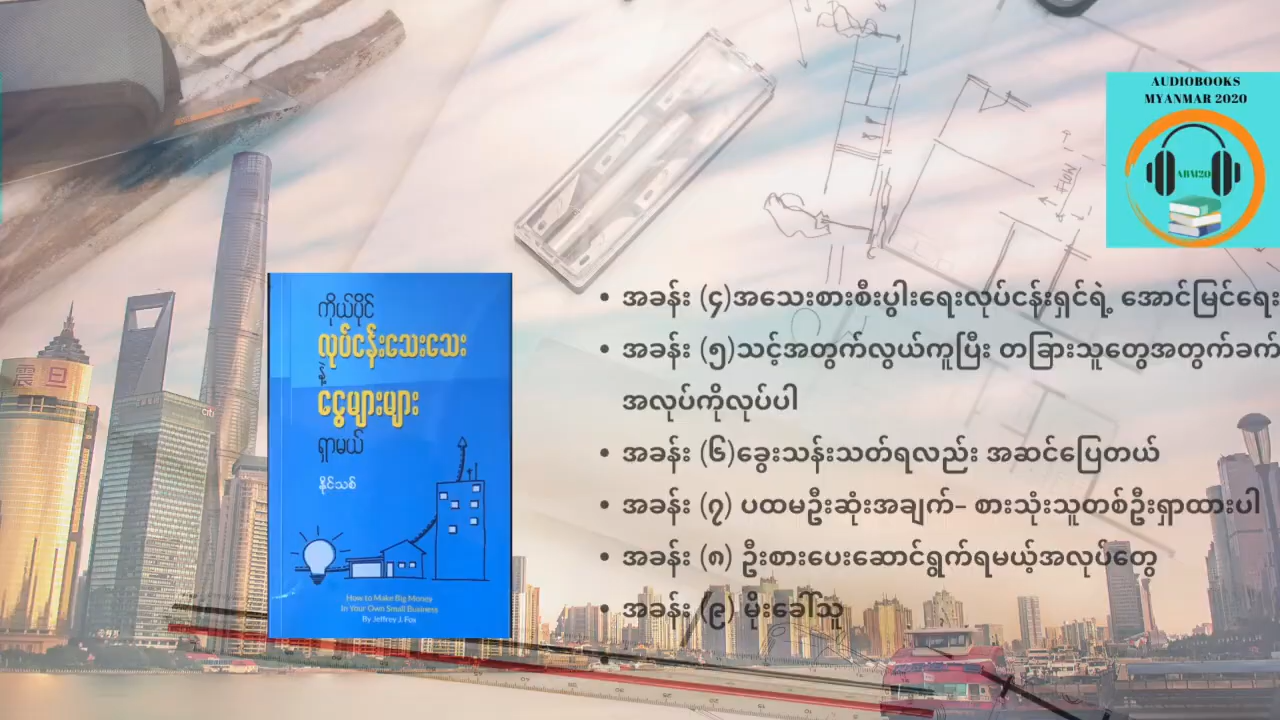 AUDIOBOOKS
MYANMAR 2020
ABM20
ကိုယ်ပိုင်
လုပ်ငန်းသေးသေး
နဲ့
ငွေများများ
ရှာမယ်
နိုင်သစ်
How to Make Big Money
In Your Own Small Business
By Jeffrey J. Fox
• အခန်း (၄)အသေးစားစီးပွါးရေးလုပ်ငန်းရှင်ရဲ့ အောင်မြင်ရေး
• အခန်း (၅)သင့်အတွက်လွယ်ကူပြီး တခြားသူတွေအတွက်ခက်
အလုပ်ကိုလုပ်ပါ
• အခန်း (၆)ခွေးသန်းသတ်ရလည်း အဆင်ပြေတယ်
• အခန်း (၇) ပထမဦးဆုံးအချက်– စားသုံးသူတစ်ဦးရှာထားပါ
• အခန်း (၈) ဦးစားပေးဆောင်ရွက်ရမယ့်အလုပ်တွေ
• အခန်း (၉) မိုးခေါ်သူ
震旦
citi